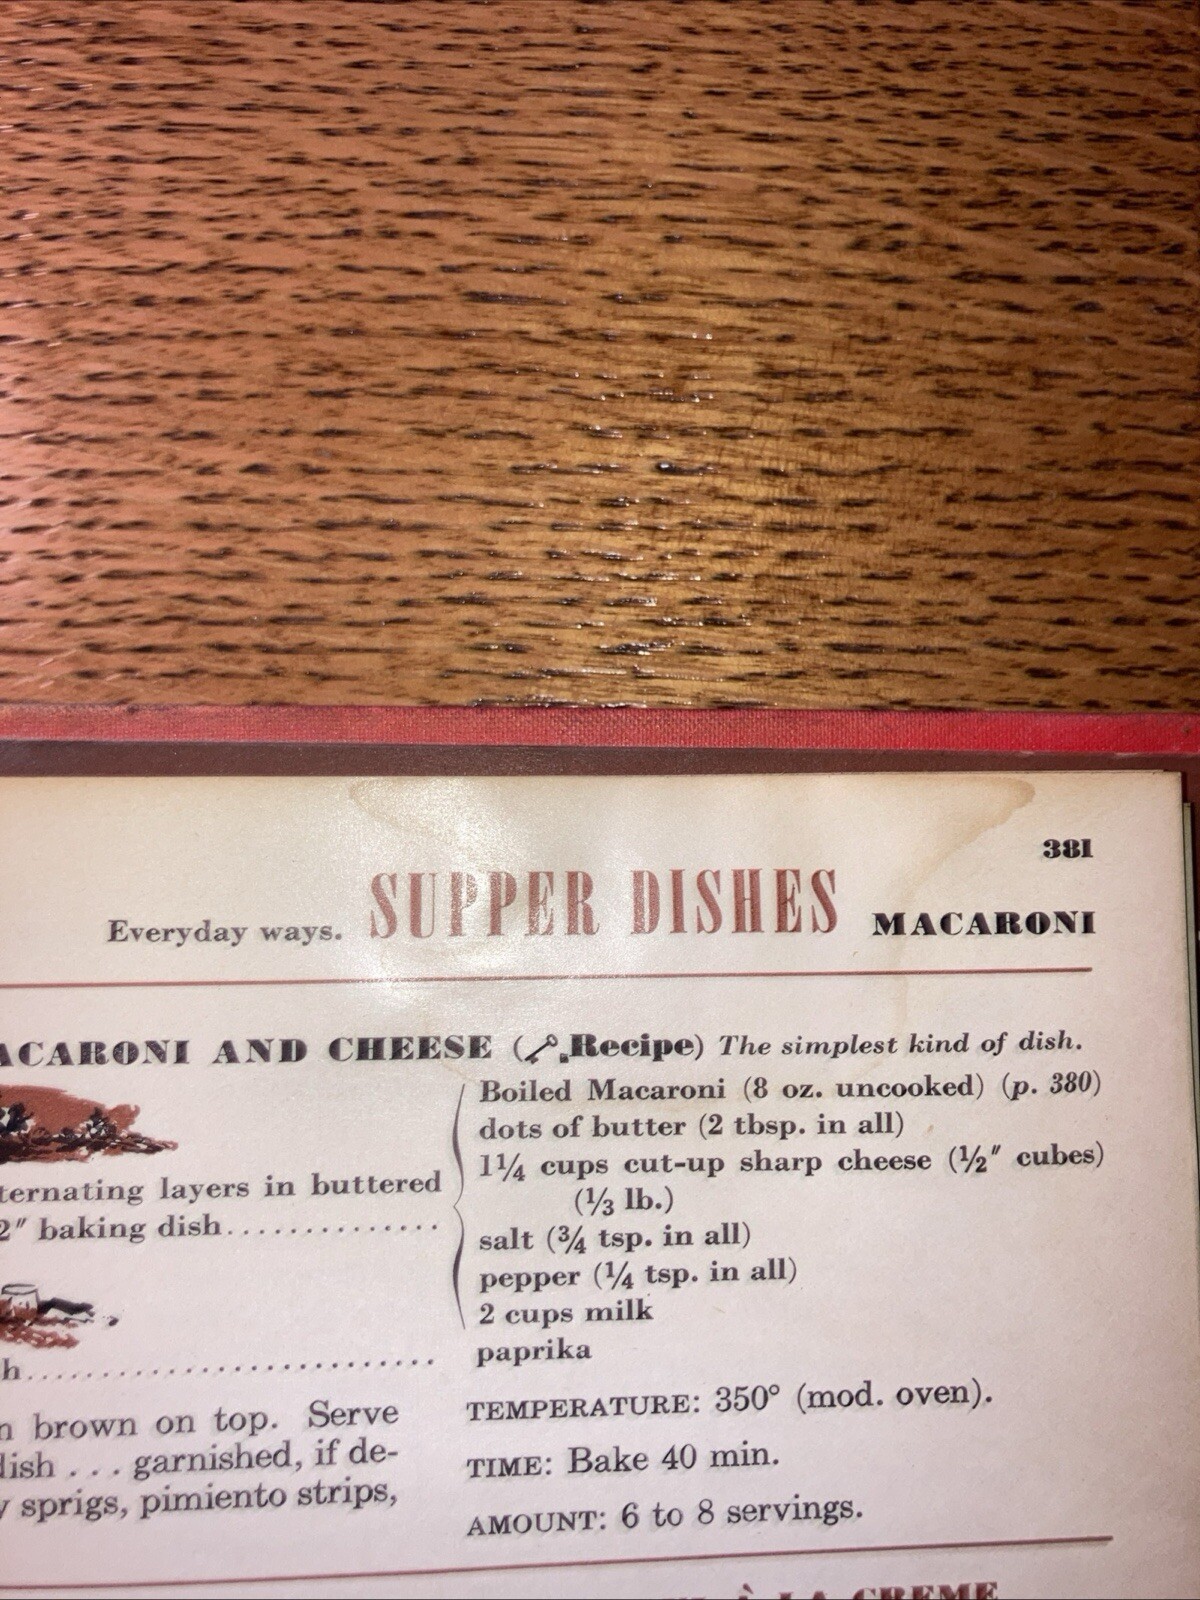 381
Everyday ways. SUPPER DISHES MACARONI
ACARONI AND CHEESE (Recipe) The simplest kind of dish.
Boiled Macaroni (8 oz. uncooked) (p. 380)
dots of butter (2 tbsp. in all)
1¼ cups cut-up sharp cheese (½″ cubes)
(⅓ lb.)
salt (¾ tsp. in all)
pepper (¼ tsp. in all)
2 cups milk
ternating layers in buttered
2″ baking dish..............
h........................... paprika
n brown on top. Serve
dish . . . garnished, if de-
y sprigs, pimiento strips,
TEMPERATURE: 350° (mod. oven).
TIME: Bake 40 min.
AMOUNT: 6 to 8 servings.
À LA CREME